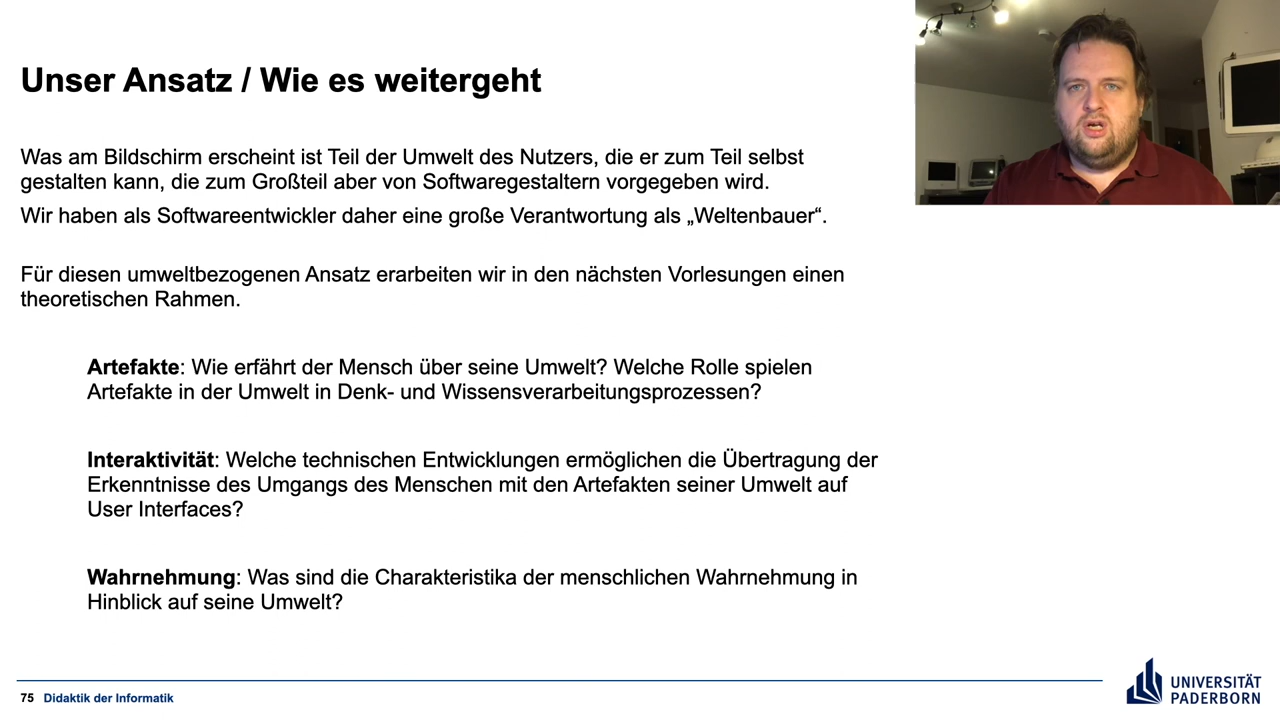 Unser Ansatz / Wie es weitergeht
Was am Bildschirm erscheint ist Teil der Umwelt des Nutzers, die er zum Teil selbst
gestalten kann, die zum Großteil aber von Softwaregestaltern vorgegeben wird.
Wir haben als Softwareentwickler daher eine große Verantwortung als „Weltenbauer“.
Für diesen umweltbezogenen Ansatz erarbeiten wir in den nächsten Vorlesungen einen
theoretischen Rahmen.
Artefakte: Wie erfährt der Mensch über seine Umwelt? Welche Rolle spielen
Artefakte in der Umwelt in Denk- und Wissensverarbeitungsprozessen?
Interaktivität: Welche technischen Entwicklungen ermöglichen die Übertragung der
Erkenntnisse des Umgangs des Menschen mit den Artefakten seiner Umwelt auf
User Interfaces?
Wahrnehmung: Was sind die Charakteristika der menschlichen Wahrnehmung in
Hinblick auf seine Umwelt?
75 Didaktik der Informatik
UNIVERSITÄT
PADERBORN